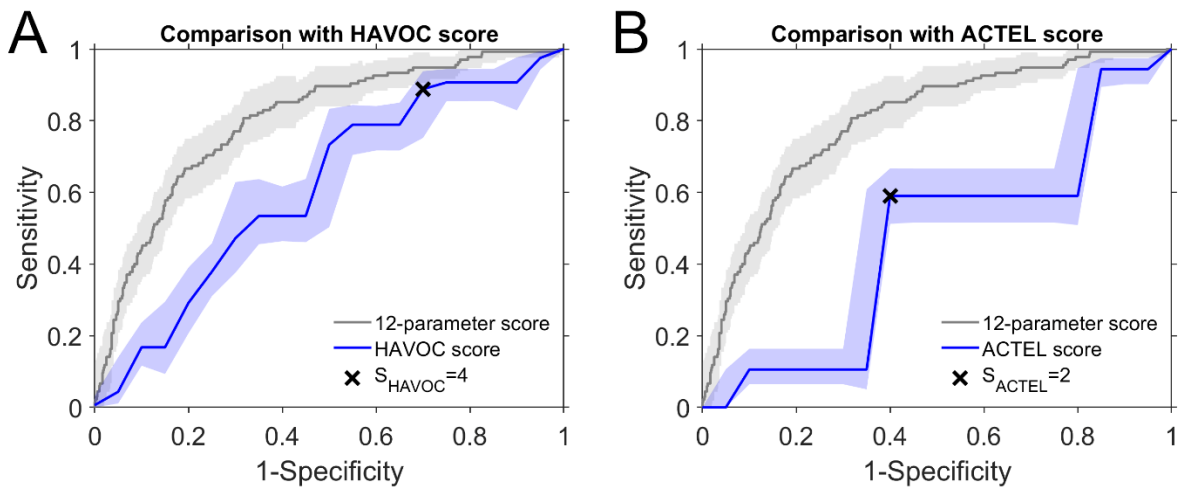 A
Comparison with HAVOC score
1
0.8
0.6
0.4
0.2
0
Sensitivity
12-parameter score
HAVOC score
S_HAVOC=4
0 0.2 0.4 0.6 0.8 1
1-Specificity
B
Comparison with ACTEL score
1
0.8
0.6
0.4
0.2
0
Sensitivity
12-parameter score
ACTEL score
S_ACTEL=2
0 0.2 0.4 0.6 0.8 1
1-Specificity